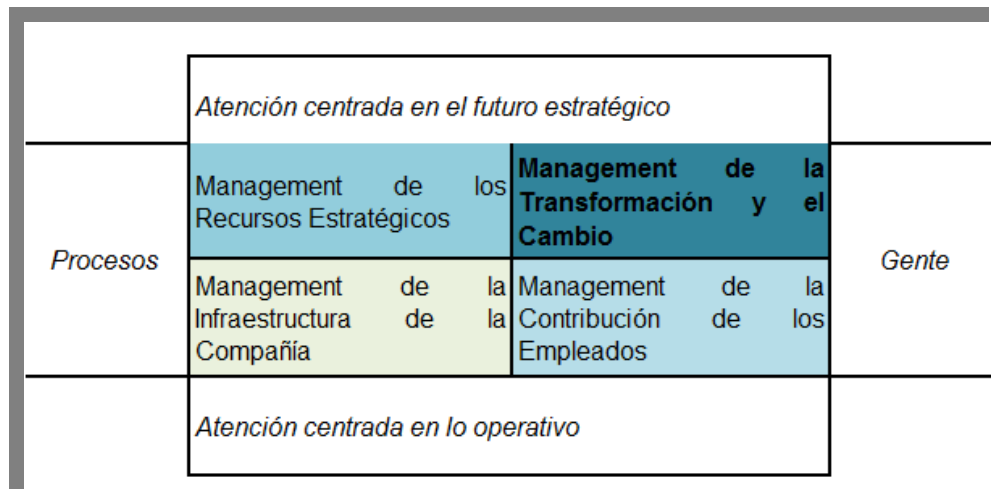 Atención centrada en el futuro estratégico
Procesos
Management de los
Recursos Estratégicos
Management de la
Transformación y el
Cambio
Management de la
Infraestructura de la
Compañía
Management de la
Contribución de los
Empleados
Gente
Atención centrada en lo operativo